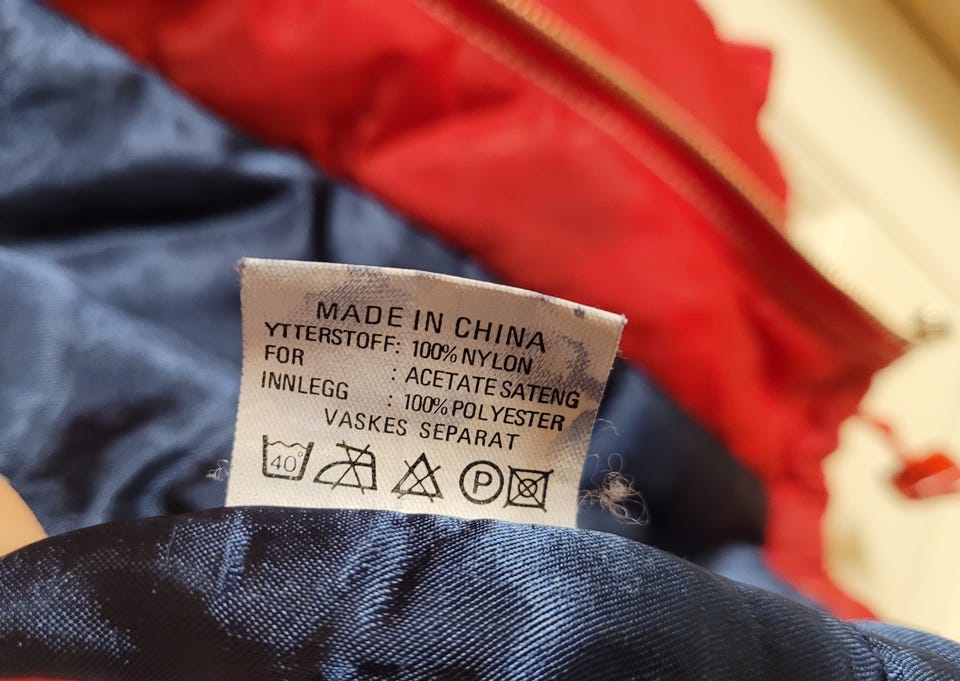 MADE IN CHINA
YTTERSTOFF: 100% NYLON
FOR : ACETATE SATENG
INNLEGG : 100% POLYESTER
VASKES SEPARAT
40° P